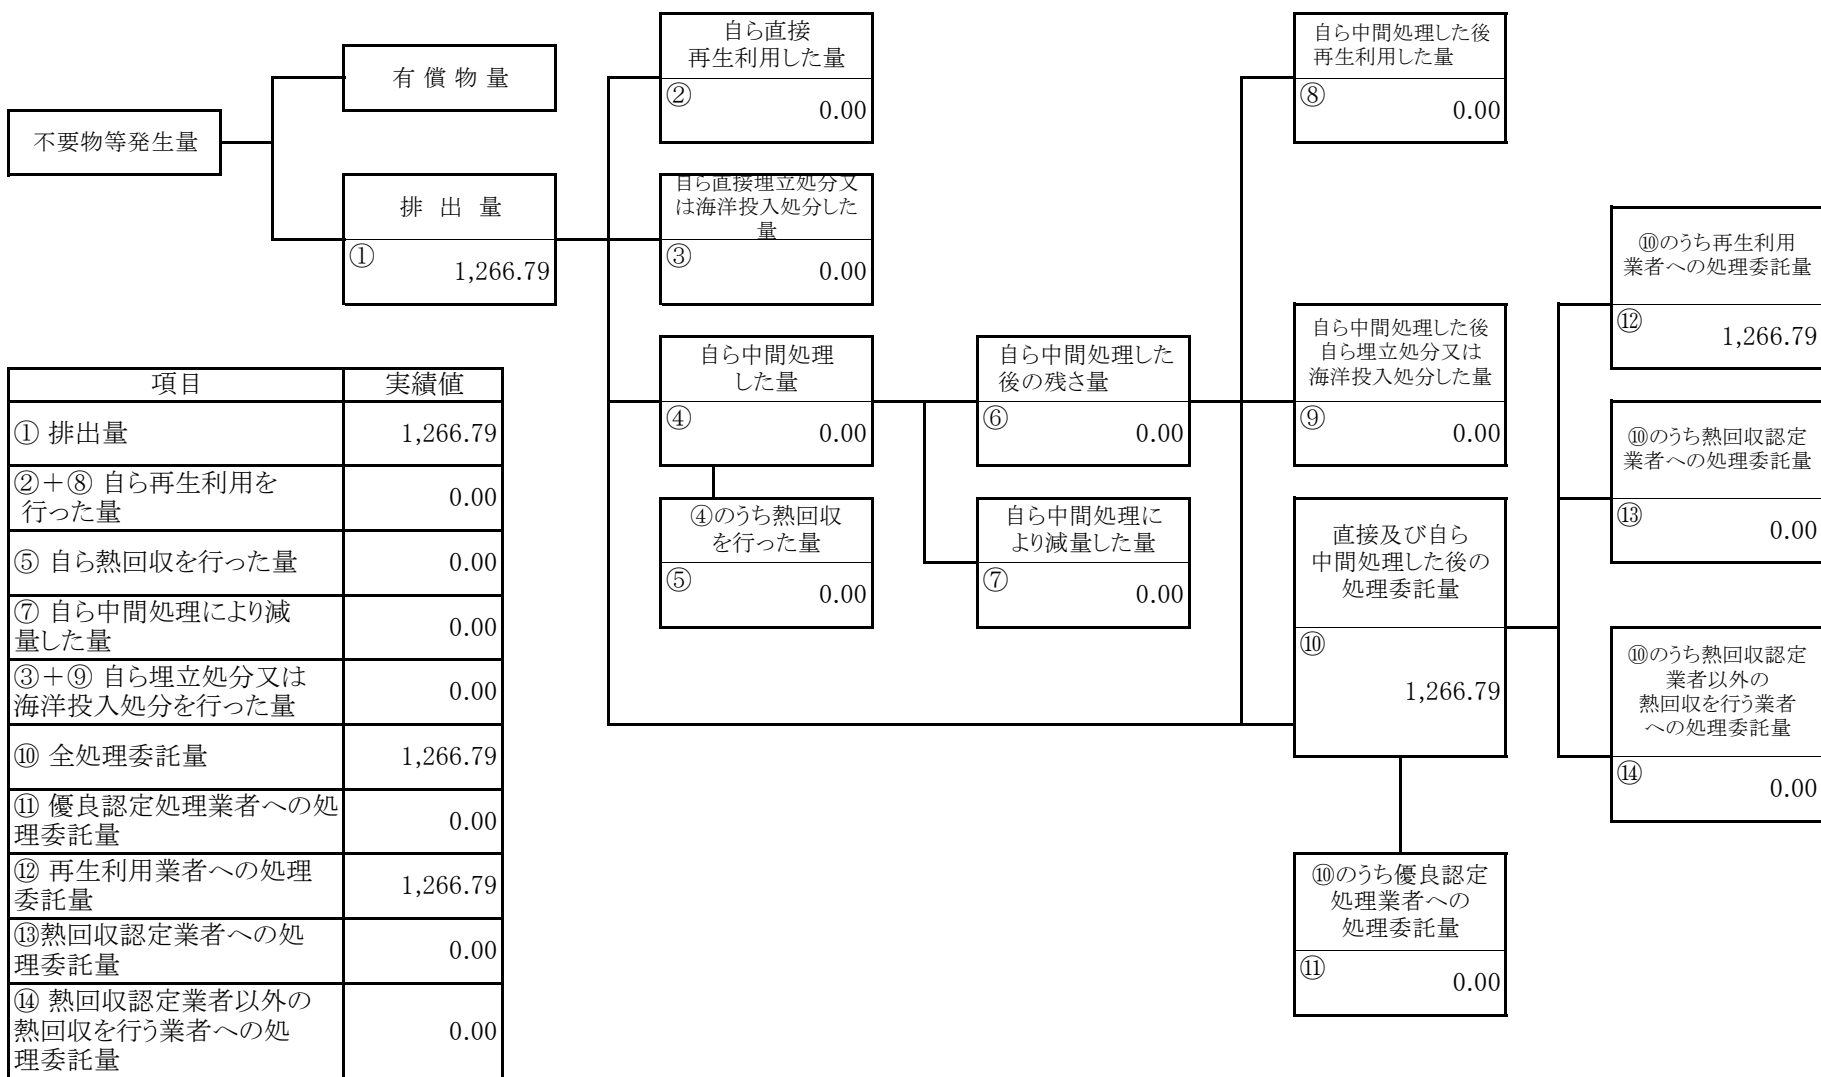 不要物等発生量
有償物量
排出量
①
1,266.79
自ら直接
再生利用した量
②
0.00
自ら直接埋立処分又
は海洋投入処分した
量
③
0.00
自ら中間処理
した量
④
0.00
④のうち熱回収
を行った量
⑤
0.00
自ら中間処理した
後の残さ量
⑥
0.00
自ら中間処理に
より減量した量
⑦
0.00
自ら中間処理した後
再生利用した量
⑧
0.00
自ら中間処理した後
自ら埋立処分又は
海洋投入処分した量
⑨
0.00
直接及び自ら
中間処理した後の
処理委託量
⑩
1,266.79
⑩のうち優良認定
処理業者への
処理委託量
⑪
0.00
⑩のうち再生利用
業者への処理委託量
⑫
1,266.79
⑩のうち熱回収認定
業者への処理委託量
⑬
0.00
⑩のうち熱回収認定
業者以外の
熱回収を行う業者
への処理委託量
⑭
0.00
項目 実績値
① 排出量 1,266.79
②+⑧ 自ら再生利用を
行った量 0.00
⑤ 自ら熱回収を行った量 0.00
⑦ 自ら中間処理により減
量した量 0.00
③+⑨ 自ら埋立処分又は
海洋投入処分を行った量 0.00
⑩ 全処理委託量 1,266.79
⑪ 優良認定処理業者への処
理委託量 0.00
⑫ 再生利用業者への処理
委託量 1,266.79
⑬熱回収認定業者への処
理委託量 0.00
⑭ 熱回収認定業者以外の
熱回収を行う業者への処
理委託量 0.00